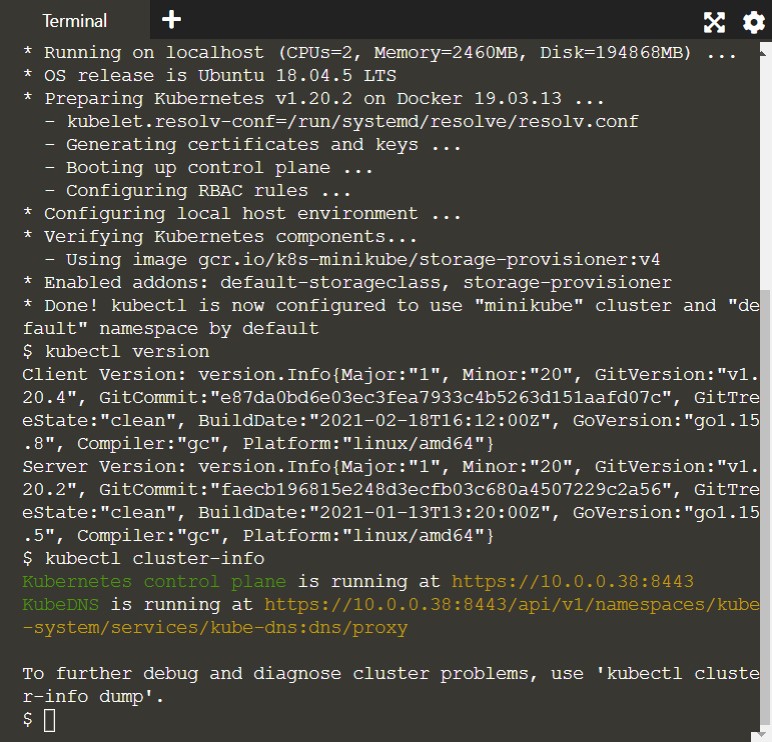 Terminal
* Running on localhost (CPUs=2, Memory=2460MB, Disk=194868MB) ...
* OS release is Ubuntu 18.04.5 LTS
* Preparing Kubernetes v1.20.2 on Docker 19.03.13 ...
  - kubelet.resolv-conf=/run/systemd/resolve/resolv.conf
  - Generating certificates and keys ...
  - Booting up control plane ...
  - Configuring RBAC rules ...
* Configuring local host environment ...
* Verifying Kubernetes components...
  - Using image gcr.io/k8s-minikube/storage-provisioner:v4
* Enabled addons: default-storageclass, storage-provisioner
* Done! kubectl is now configured to use "minikube" cluster and "de
fault" namespace by default
$ kubectl version
Client Version: version.Info{Major:"1", Minor:"20", GitVersion:"v1.
20.4", GitCommit:"e87da0bd6e03ec3fea7933c4b5263d151aafd07c", GitTre
eState:"clean", BuildDate:"2021-02-18T16:12:00Z", GoVersion:"go1.15
.8", Compiler:"gc", Platform:"linux/amd64"}
Server Version: version.Info{Major:"1", Minor:"20", GitVersion:"v1.
20.2", GitCommit:"faecb196815e248d3ecfb03c680a4507229c2a56", GitTre
eState:"clean", BuildDate:"2021-01-13T13:20:00Z", GoVersion:"go1.15
.5", Compiler:"gc", Platform:"linux/amd64"}
$ kubectl cluster-info
Kubernetes control plane is running at https://10.0.0.38:8443
KubeDNS is running at https://10.0.0.38:8443/api/v1/namespaces/kube
-system/services/kube-dns:dns/proxy

To further debug and diagnose cluster problems, use 'kubectl cluste
r-info dump'.
$